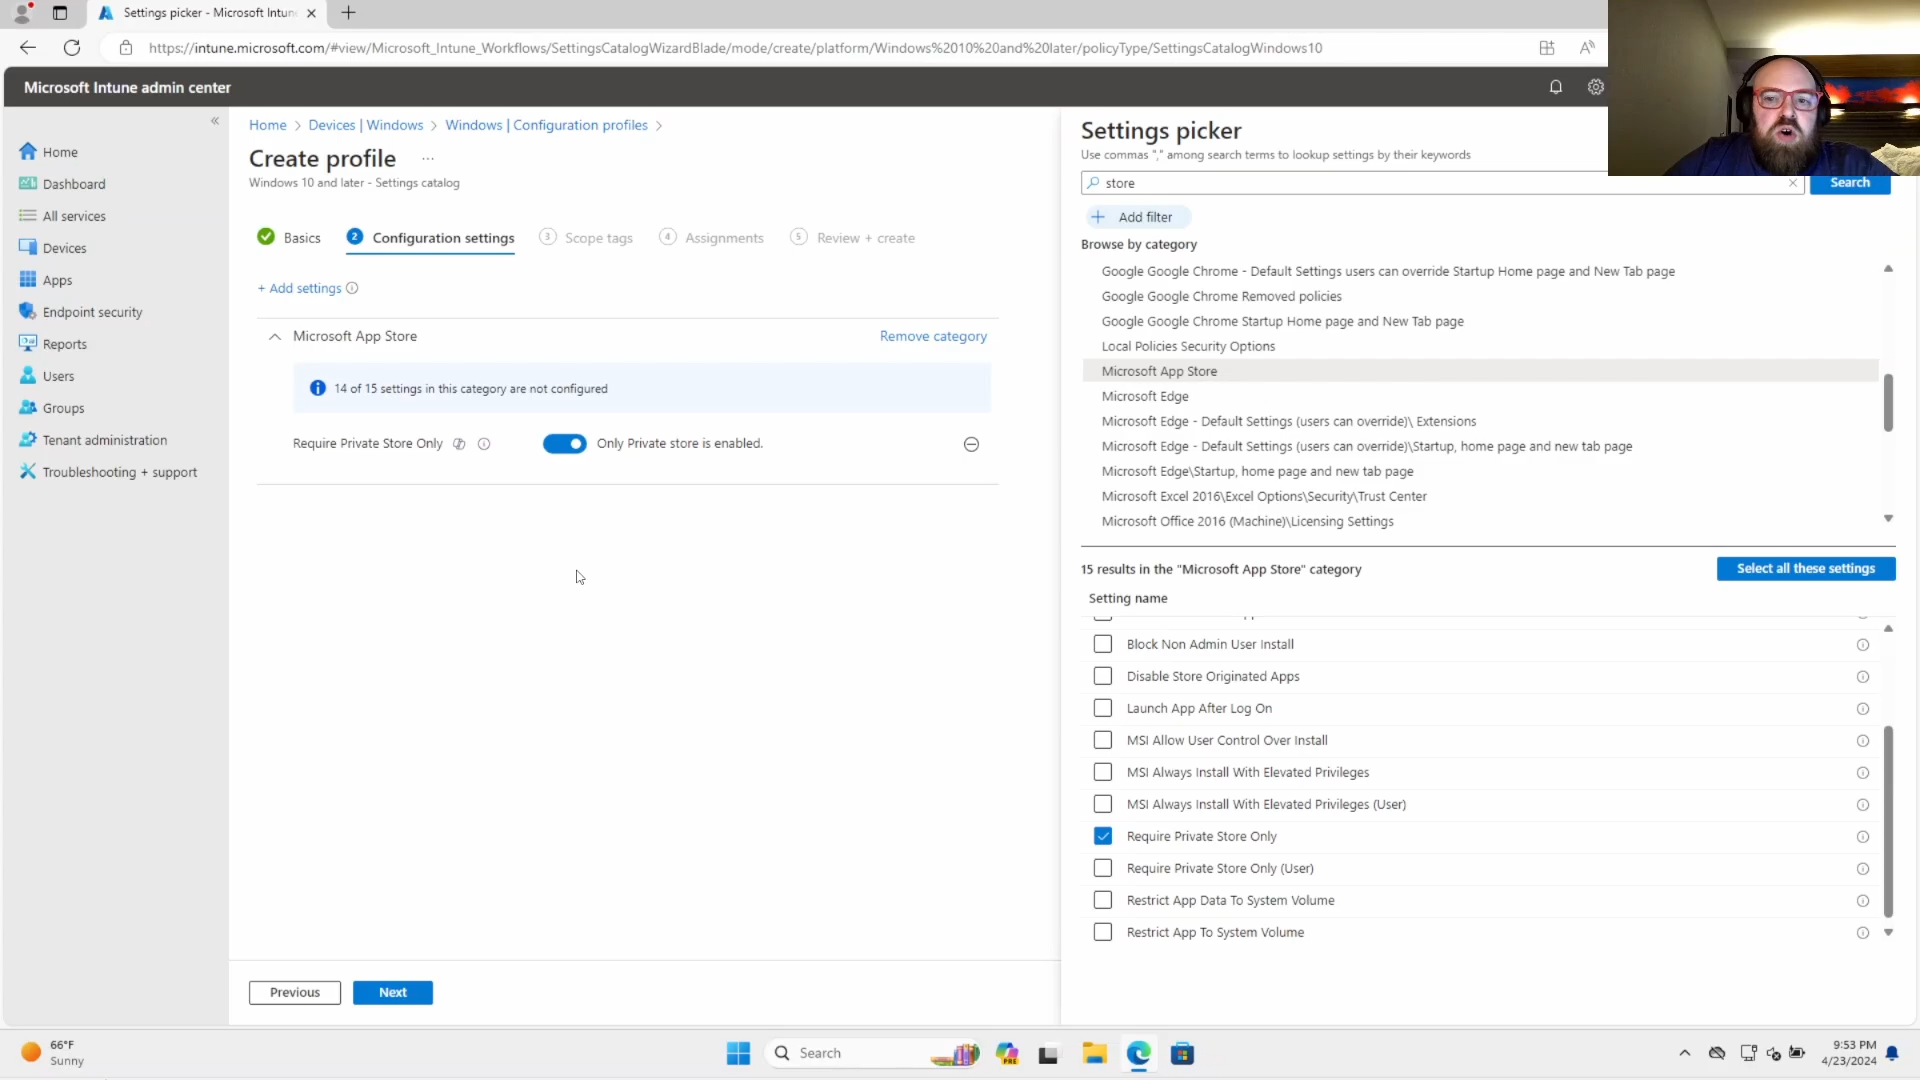 Settings picker - Microsoft Intun
https://intune.microsoft.com/#view/Microsoft_Intune_Workflows/SettingsCatalogWizardBlade/mode/create/platform/Windows%2010%20and%20later/policyType/SettingsCatalogWindows10
Microsoft Intune admin center
Home
Dashboard
All services
Devices
Apps
Endpoint security
Reports
Users
Groups
Tenant administration
Troubleshooting + support
Home > Devices | Windows > Windows | Configuration profiles >
Create profile ...
Windows 10 and later - Settings catalog
Basics
2 Configuration settings
3 Scope tags
4 Assignments
5 Review + create
+ Add settings
Microsoft App Store
Remove category
14 of 15 settings in this category are not configured
Require Private Store Only
Only Private store is enabled.
Previous
Next
Settings picker
Use commas "," among search terms to lookup settings by their keywords
store
Search
Add filter
Browse by category
Google Google Chrome - Default Settings users can override Startup Home page and New Tab page
Google Google Chrome Removed policies
Google Google Chrome Startup Home page and New Tab page
Local Policies Security Options
Microsoft App Store
Microsoft Edge
Microsoft Edge - Default Settings (users can override)\ Extensions
Microsoft Edge - Default Settings (users can override)\Startup, home page and new tab page
Microsoft Edge\Startup, home page and new tab page
Microsoft Excel 2016\Excel Options\Security\Trust Center
Microsoft Office 2016 (Machine)\Licensing Settings
15 results in the "Microsoft App Store" category
Select all these settings
Setting name
Block Non Admin User Install
Disable Store Originated Apps
Launch App After Log On
MSI Allow User Control Over Install
MSI Always Install With Elevated Privileges
MSI Always Install With Elevated Privileges (User)
Require Private Store Only
Require Private Store Only (User)
Restrict App Data To System Volume
Restrict App To System Volume
66°F
Sunny
Search
PRE
9:53 PM
4/23/2024